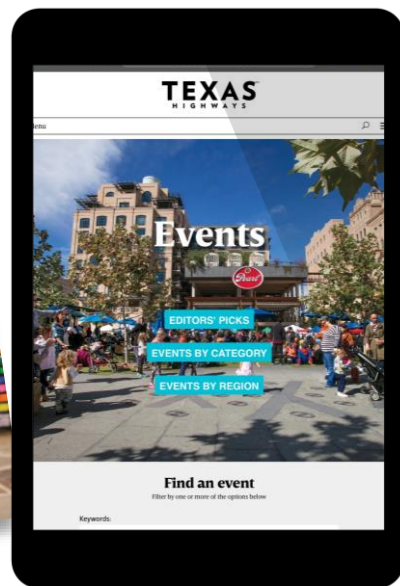 TEXAS
HIGHWAYS
Menu
Events
Pearl
EDITORS' PICKS
EVENTS BY CATEGORY
EVENTS BY REGION
Find an event
Filter by one or more of the options below
Keywords: